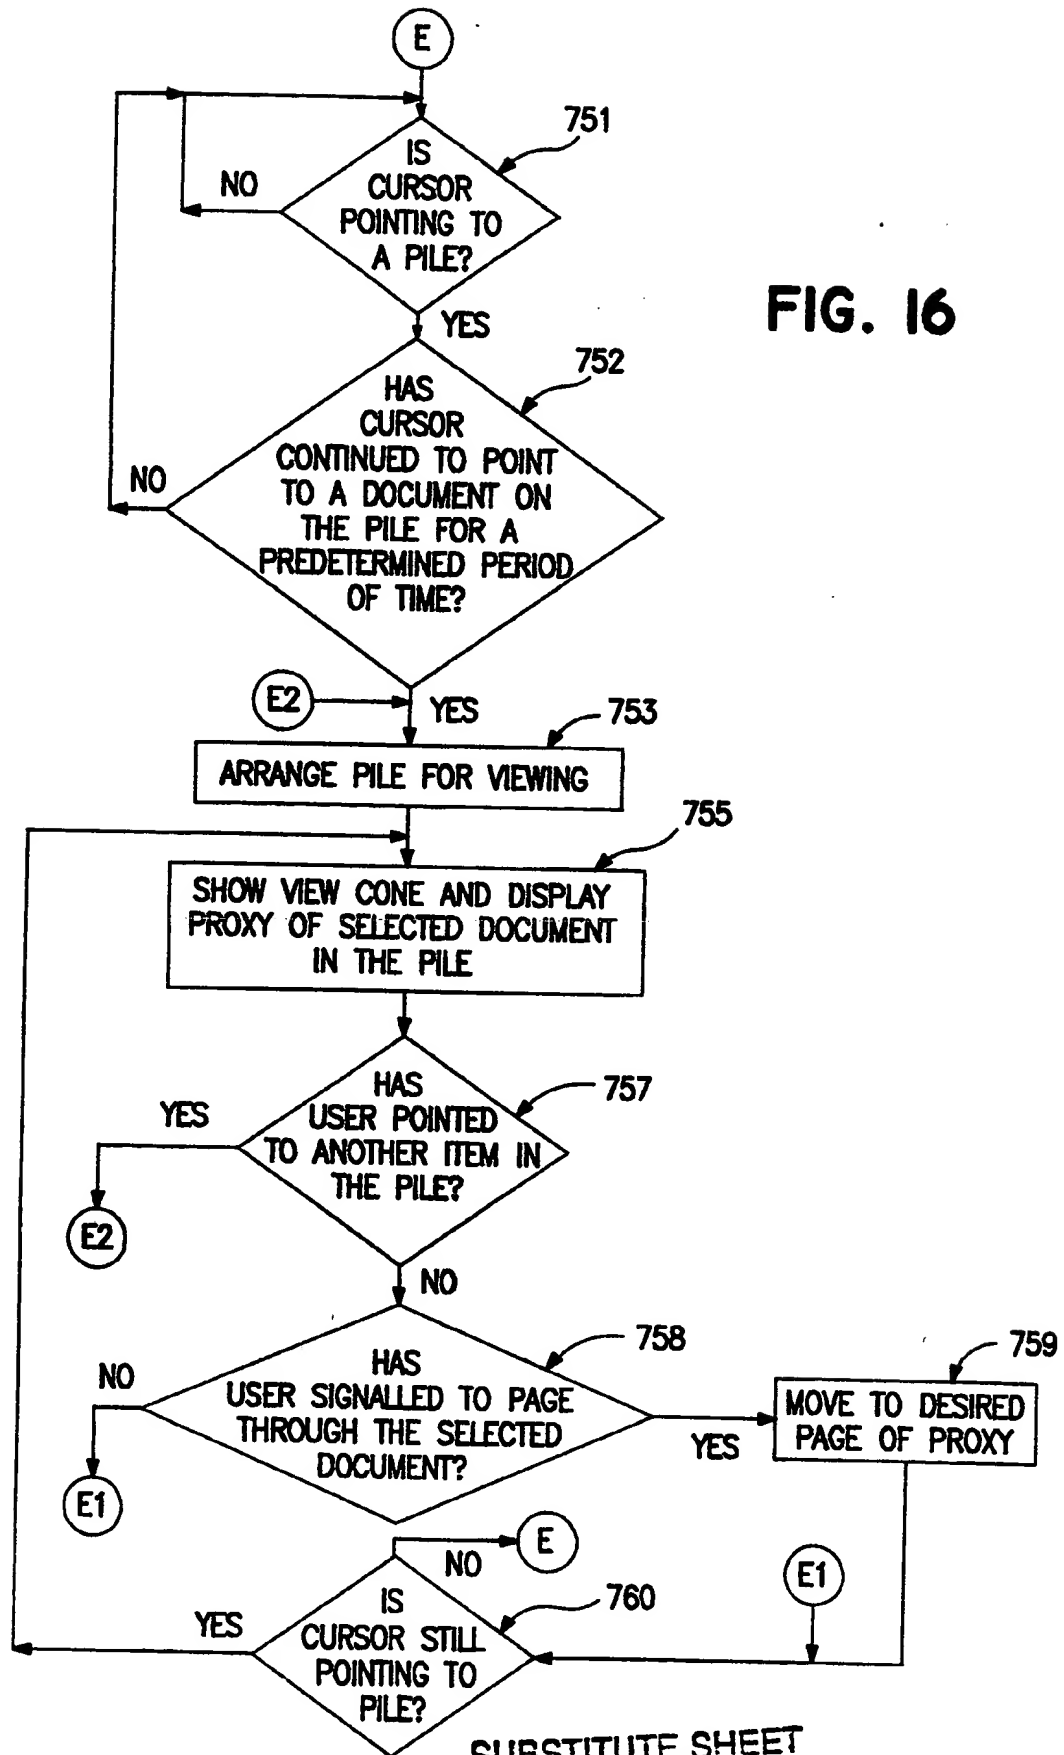 E
751
IS
CURSOR
POINTING TO
A PILE?
NO
YES
FIG. 16
752
HAS
CURSOR
CONTINUED TO POINT
TO A DOCUMENT ON
THE PILE FOR A
PREDETERMINED PERIOD
OF TIME?
NO
E2
YES
753
ARRANGE PILE FOR VIEWING
755
SHOW VIEW CONE AND DISPLAY
PROXY OF SELECTED DOCUMENT
IN THE PILE
757
HAS
USER POINTED
TO ANOTHER ITEM IN
THE PILE?
YES
E2
NO
758
HAS
USER SIGNALLED TO PAGE
THROUGH THE SELECTED
DOCUMENT?
NO
E1
YES
759
MOVE TO DESIRED
PAGE OF PROXY
E
NO
E1
760
IS
CURSOR STILL
POINTING TO
PILE?
YES
SUBSTITUTE SHEET